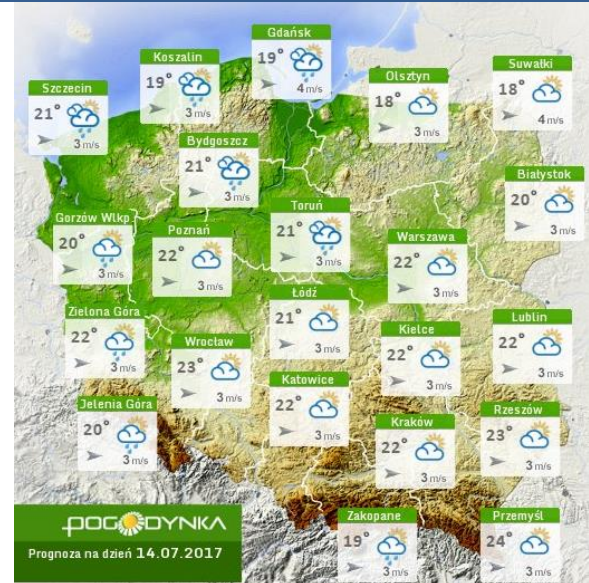 Gdańsk
19°
4 m/s
Koszalin
19°
3 m/s
Suwałki
18°
4 m/s
Olsztyn
18°
3 m/s
Szczecin
21°
3 m/s
Bydgoszcz
21°
3 m/s
Białystok
20°
3 m/s
Toruń
21°
3 m/s
Gorzów Wlkp
20°
3 m/s
Poznań
22°
3 m/s
Warszawa
22°
3 m/s
Łódź
21°
3 m/s
Zielona Góra
22°
3 m/s
Lublin
22°
3 m/s
Kielce
22°
3 m/s
Wrocław
23°
3 m/s
Katowice
22°
3 m/s
Jelenia Góra
20°
3 m/s
Rzeszów
23°
3 m/s
Kraków
22°
3 m/s
Zakopane
19°
3 m/s
Przemyśl
24°
3 m/s
POGODYNKA
Prognoza na dzień 14.07.2017